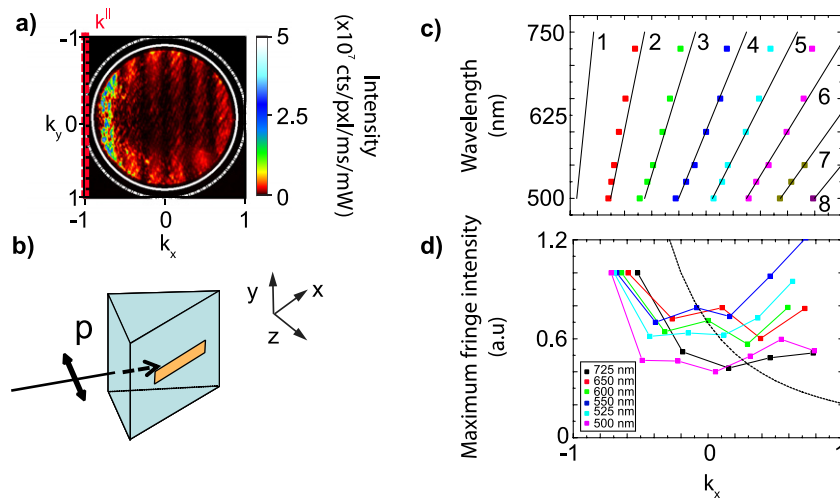 a)
k||
-1
0
1
ky
-1
0
1
kx
5
2.5
0
Intensity
(x10⁷ cts/pxl/ms/mW)
b)
p
y
x
z
c)
750
625
500
Wavelength
(nm)
1
2
3
4
5
6
7
8
d)
1.2
0.6
0
Maximum fringe intensity
(a.u)
725 nm
650 nm
600 nm
550 nm
525 nm
500 nm
-1
0
1
kx